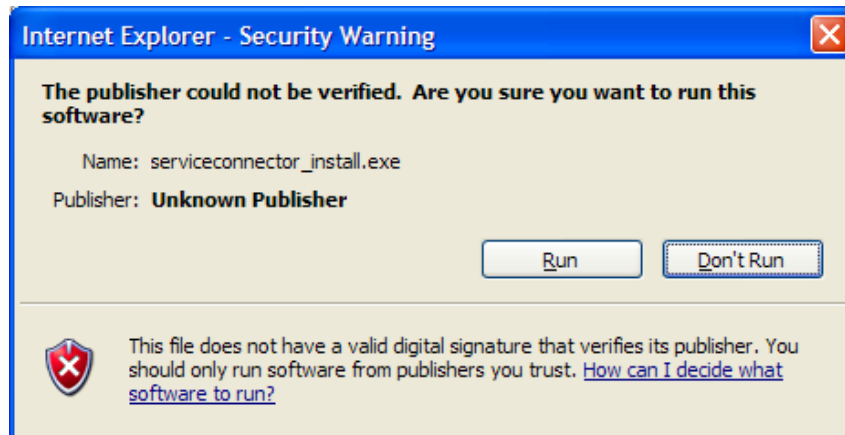 Internet Explorer - Security Warning
The publisher could not be verified.  Are you sure you want to run this
software?
Name: serviceconnector_install.exe
Publisher: Unknown Publisher
Run
Don't Run
This file does not have a valid digital signature that verifies its publisher. You
should only run software from publishers you trust. How can I decide what
software to run?